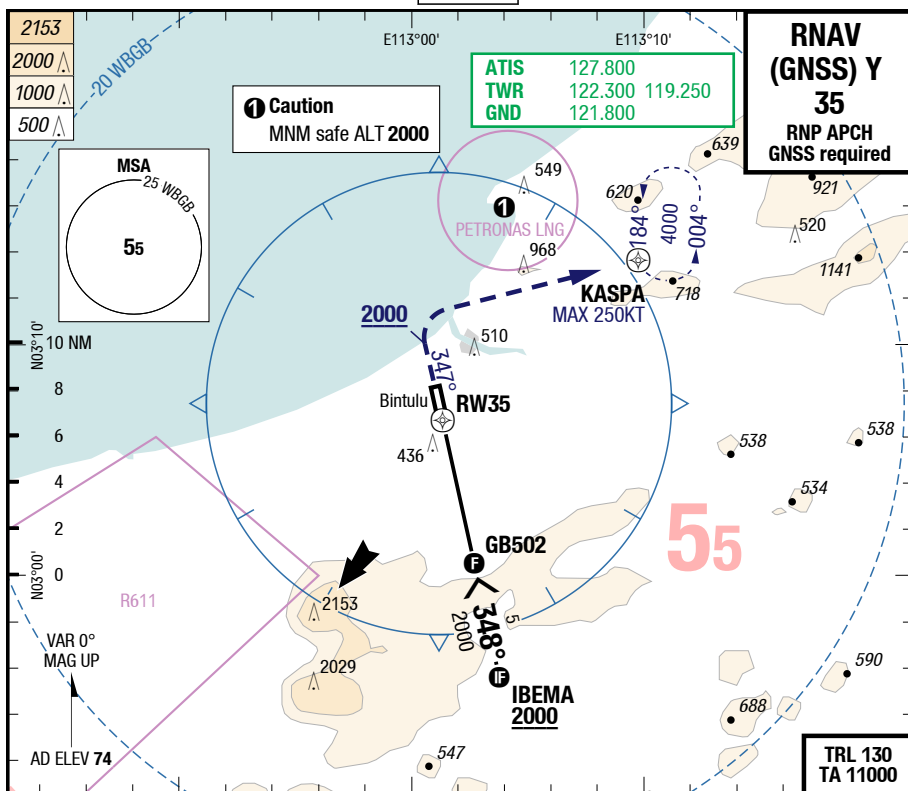 2153
2000
1000
500
20 WBGB
E113°00'
E113°10'
RNAV
(GNSS) Y
35
RNP APCH
GNSS required
ATIS 127.800
TWR 122.300 119.250
GND 121.800
1 Caution
MNM safe ALT 2000
MSA
25 WBGB
55
549
1
PETRONAS LNG
968
639
620
921
520
184°
4000
004°
1141
KASPA
718
MAX 250KT
2000
510
N03°10'
10 NM
347°
8
Bintulu
RW35
6
436
538
538
4
534
2
55
GB502
F
N03°00'
0
R611
2153
5
348°
2000
VAR 0°
MAG UP
2029
IF
IBEMA
2000
590
688
AD ELEV 74
547
TRL 130
TA 11000